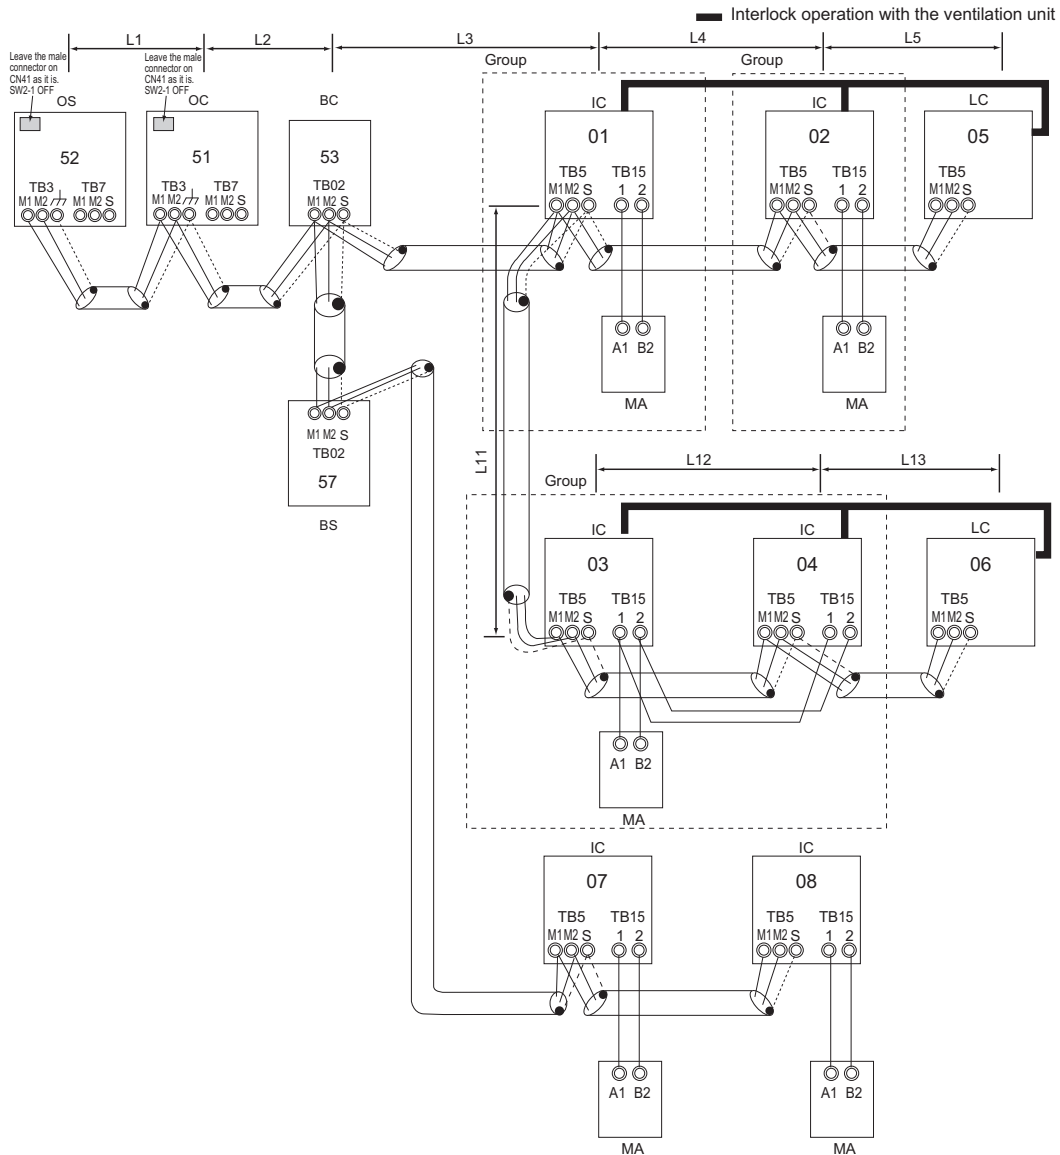 Interlock operation with the ventilation unit
L1 L2 L3 L4 L5
Leave the male
connector on
CN41 as it is.
SW2-1 OFF
Leave the male
connector on
CN41 as it is.
SW2-1 OFF
Group Group
OS OC BC IC IC LC
52
TB3 TB7
M1 M2 M1 M2 S
51
TB3 TB7
M1 M2 M1 M2 S
53
TB02
M1 M2 S
01
TB5 TB15
M1 M2 S 1 2
02
TB5 TB15
M1 M2 S 1 2
05
TB5
M1 M2 S
A1 B2
MA
A1 B2
MA
M1 M2 S
TB02
57
BS
L11
L12 L13
Group
IC IC LC
03
TB5 TB15
M1 M2 S 1 2
04
TB5 TB15
M1 M2 S 1 2
06
TB5
M1 M2 S
A1 B2
MA
IC IC
07
TB5 TB15
M1 M2 S 1 2
08
TB5 TB15
M1 M2 S 1 2
A1 B2
MA
A1 B2
MA